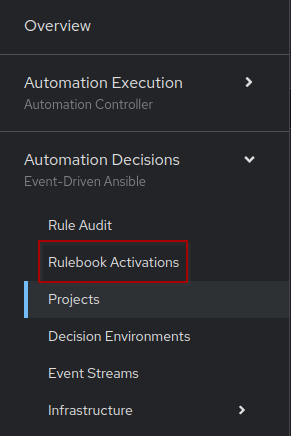 Overview
Automation Execution
Automation Controller
Automation Decisions
Event-Driven Ansible
Rule Audit
Rulebook Activations
Projects
Decision Environments
Event Streams
Infrastructure